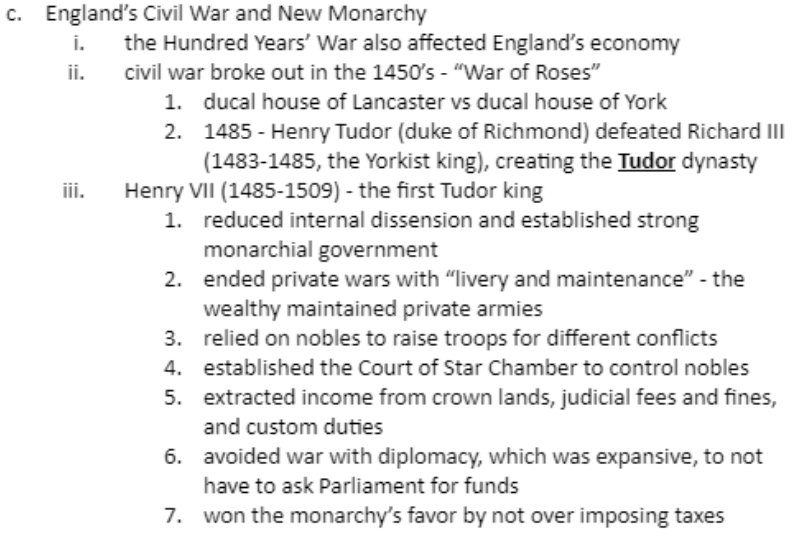 c. England's Civil War and New Monarchy
i. the Hundred Years' War also affected England's economy
ii. civil war broke out in the 1450's - "War of Roses"
1. ducal house of Lancaster vs ducal house of York
2. 1485 - Henry Tudor (duke of Richmond) defeated Richard III
(1483-1485, the Yorkist king), creating the Tudor dynasty
iii. Henry VII (1485-1509) - the first Tudor king
1. reduced internal dissension and established strong
monarchial government
2. ended private wars with "livery and maintenance" - the
wealthy maintained private armies
3. relied on nobles to raise troops for different conflicts
4. established the Court of Star Chamber to control nobles
5. extracted income from crown lands, judicial fees and fines,
and custom duties
6. avoided war with diplomacy, which was expansive, to not
have to ask Parliament for funds
7. won the monarchy's favor by not over imposing taxes